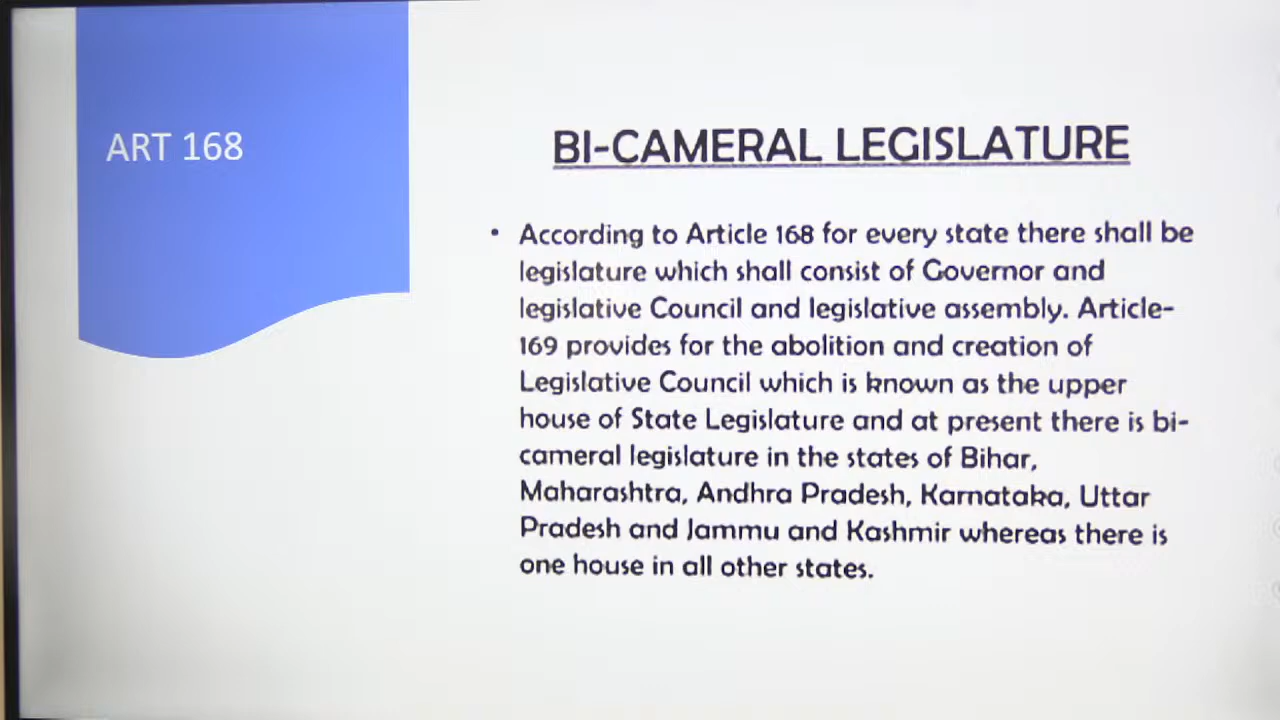 ART 168
BI-CAMERAL LEGISLATURE
• According to Article 168 for every state there shall be
legislature which shall consist of Governor and
legislative Council and legislative assembly. Article-
169 provides for the abolition and creation of
Legislative Council which is known as the upper
house of State Legislature and at present there is bi-
cameral legislature in the states of Bihar,
Maharashtra, Andhra Pradesh, Karnataka, Uttar
Pradesh and Jammu and Kashmir whereas there is
one house in all other states.